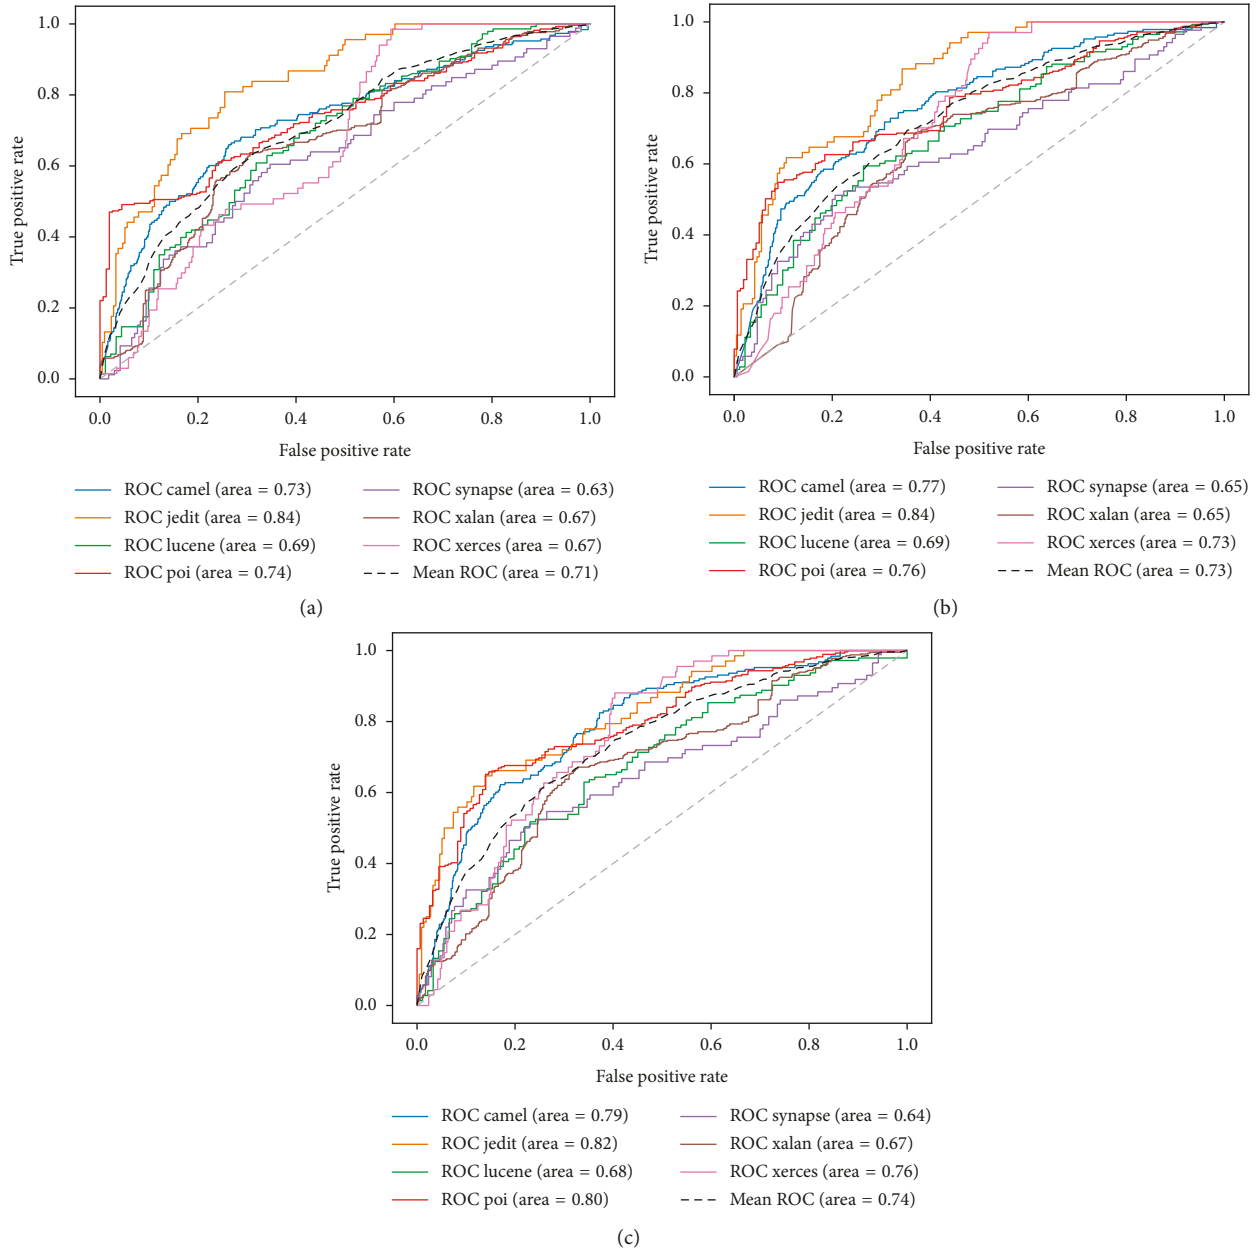 1.0
0.8
0.6
0.4
0.2
0.0
True positive rate
0.0 0.2 0.4 0.6 0.8 1.0
False positive rate
ROC camel (area = 0.73)
ROC jedit (area = 0.84)
ROC lucene (area = 0.69)
ROC poi (area = 0.74)
ROC synapse (area = 0.63)
ROC xalan (area = 0.67)
ROC xerces (area = 0.67)
Mean ROC (area = 0.71)
(a)
1.0
0.8
0.6
0.4
0.2
0.0
True positive rate
0.0 0.2 0.4 0.6 0.8 1.0
False positive rate
ROC camel (area = 0.77)
ROC jedit (area = 0.84)
ROC lucene (area = 0.69)
ROC poi (area = 0.76)
ROC synapse (area = 0.65)
ROC xalan (area = 0.65)
ROC xerces (area = 0.73)
Mean ROC (area = 0.73)
(b)
1.0
0.8
0.6
0.4
0.2
0.0
True positive rate
0.0 0.2 0.4 0.6 0.8 1.0
False positive rate
ROC camel (area = 0.79)
ROC jedit (area = 0.82)
ROC lucene (area = 0.68)
ROC poi (area = 0.80)
ROC synapse (area = 0.64)
ROC xalan (area = 0.67)
ROC xerces (area = 0.76)
Mean ROC (area = 0.74)
(c)